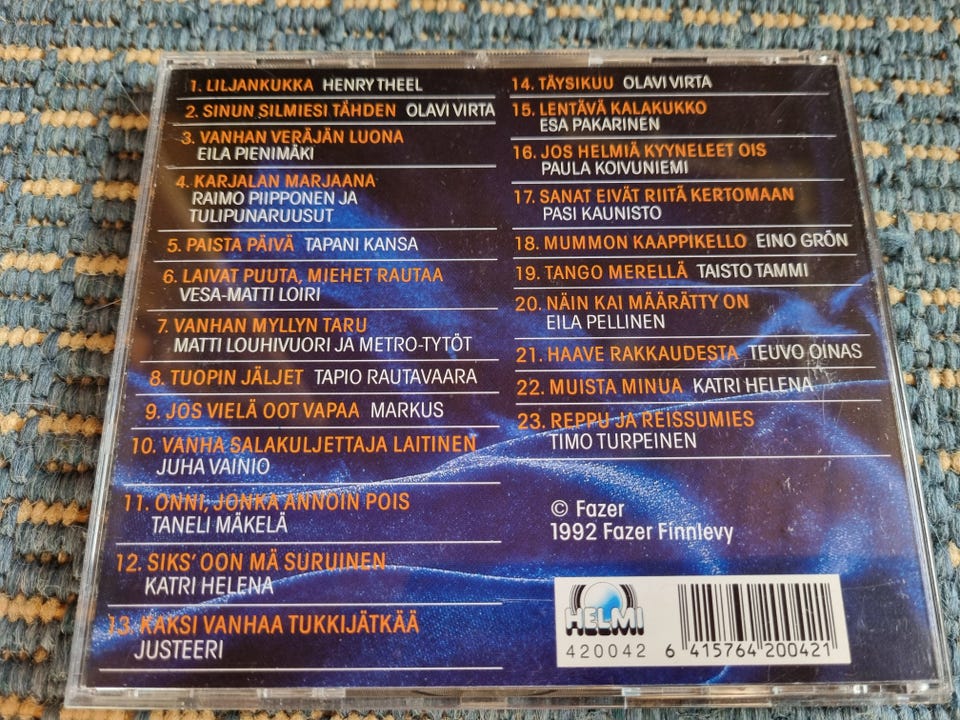 1. LILJANKUKKA HENRY THEEL
2. SINUN SILMIESI TÄHDEN OLAVI VIRTA
3. VANHAN VERÄJÄN LUONA
EILA PIENIMÄKI
4. KARJALAN MARJAANA
RAIMO PIIPPONEN JA
TULIPUNARUUSUT
5. PAISTA PÄIVÄ TAPANI KANSA
6. LAIVAT PUUTA, MIEHET RAUTAA
VESA-MATTI LOIRI
7. VANHAN MYLLYN TARU
MATTI LOUHIVUORI JA METRO-TYTÖT
8. TUOPIN JÄLJET TAPIO RAUTAVAARA
9. JOS VIELÄ OOT VAPAA MARKUS
10. VANHA SALAKULJETTAJA LAITINEN
JUHA VAINIO
11. ONNI, JONKA ANNOIN POIS
TANELI MÄKELÄ
12. SIKS' OON MÄ SURUINEN
KATRI HELENA
13. KAKSI VANHAA TUKKIJÄTKÄÄ
JUSTEERI
14. TÄYSIKUU OLAVI VIRTA
15. LENTÄVÄ KALAKUKKO
ESA PAKARINEN
16. JOS HELMIÄ KYYNELEET OIS
PAULA KOIVUNIEMI
17. SANAT EIVÄT RIITÄ KERTOMAAN
PASI KAUNISTO
18. MUMMON KAAPPIKELLO EINO GRÖN
19. TANGO MERELLÄ TAISTO TAMMI
20. NÄIN KAI MÄÄRÄTTY ON
EILA PELLINEN
21. HAAVE RAKKAUDESTA TEUVO OINAS
22. MUISTA MINUA KATRI HELENA
23. REPPU JA REISSUMIES
TIMO TURPEINEN
© Fazer
1992 Fazer Finnlevy
HELMI
420042
6 415764 200421